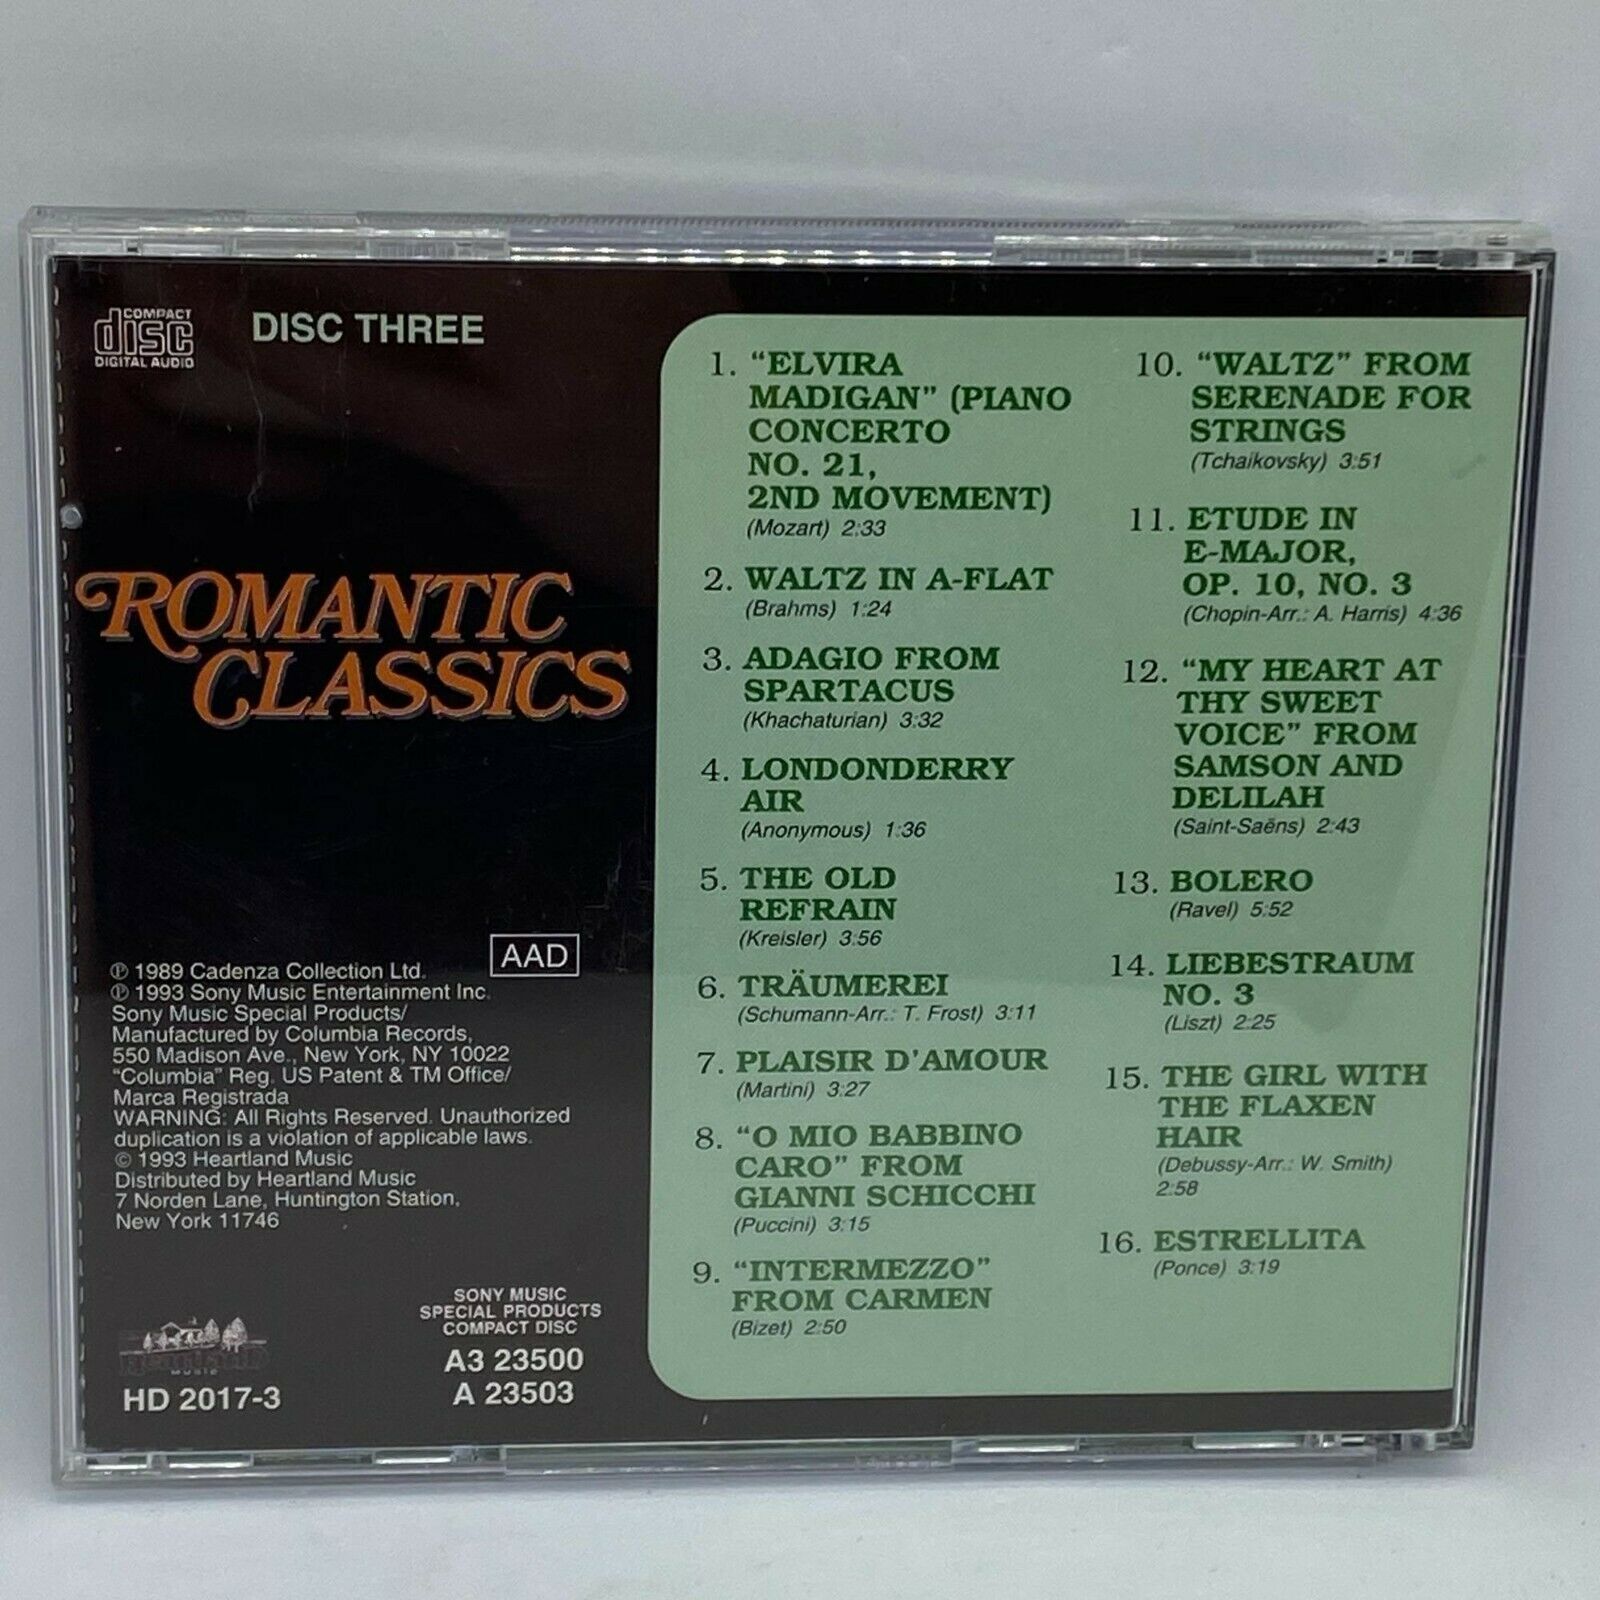 COMPACT
disc
DIGITAL AUDIO
DISC THREE
ROMANTIC
CLASSICS
AAD
℗ 1989 Cadenza Collection Ltd.
℗ 1993 Sony Music Entertainment Inc.
Sony Music Special Products/
Manufactured by Columbia Records,
550 Madison Ave., New York, NY 10022
"Columbia" Reg. US Patent & TM Office/
Marca Registrada
WARNING: All Rights Reserved. Unauthorized
duplication is a violation of applicable laws.
© 1993 Heartland Music
Distributed by Heartland Music
7 Norden Lane, Huntington Station,
New York 11746
Heartland
MUSIC
HD 2017-3
SONY MUSIC
SPECIAL PRODUCTS
COMPACT DISC
A3 23500
A 23503
1. "ELVIRA
MADIGAN" (PIANO
CONCERTO
NO. 21,
2ND MOVEMENT)
(Mozart) 2:33
2. WALTZ IN A-FLAT
(Brahms) 1:24
3. ADAGIO FROM
SPARTACUS
(Khachaturian) 3:32
4. LONDONDERRY
AIR
(Anonymous) 1:36
5. THE OLD
REFRAIN
(Kreisler) 3:56
6. TRÄUMEREI
(Schumann-Arr.: T. Frost) 3:11
7. PLAISIR D'AMOUR
(Martini) 3:27
8. "O MIO BABBINO
CARO" FROM
GIANNI SCHICCHI
(Puccini) 3:15
9. "INTERMEZZO"
FROM CARMEN
(Bizet) 2:50
10. "WALTZ" FROM
SERENADE FOR
STRINGS
(Tchaikovsky) 3:51
11. ETUDE IN
E-MAJOR,
OP. 10, NO. 3
(Chopin-Arr.: A. Harris) 4:36
12. "MY HEART AT
THY SWEET
VOICE" FROM
SAMSON AND
DELILAH
(Saint-Saëns) 2:43
13. BOLERO
(Ravel) 5:52
14. LIEBESTRAUM
NO. 3
(Liszt) 2:25
15. THE GIRL WITH
THE FLAXEN
HAIR
(Debussy-Arr.: W. Smith)
2:58
16. ESTRELLITA
(Ponce) 3:19